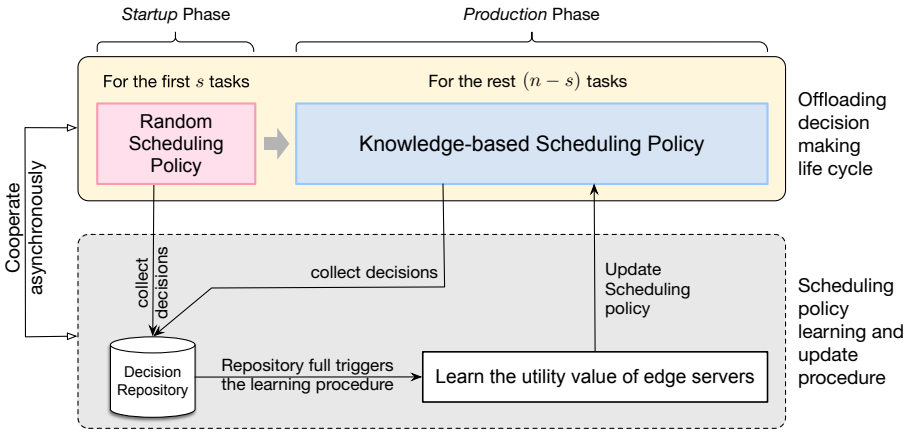 Startup Phase
Production Phase
For the first s tasks
For the rest (n − s) tasks
Random
Scheduling
Policy
Knowledge-based Scheduling Policy
Offloading
decision
making
life cycle
Cooperate
asynchronously
collect
decisions
collect decisions
Update
Scheduling
policy
Scheduling
policy
learning and
update
procedure
Decision
Repository
Repository full triggers
the learning procedure
Learn the utility value of edge servers